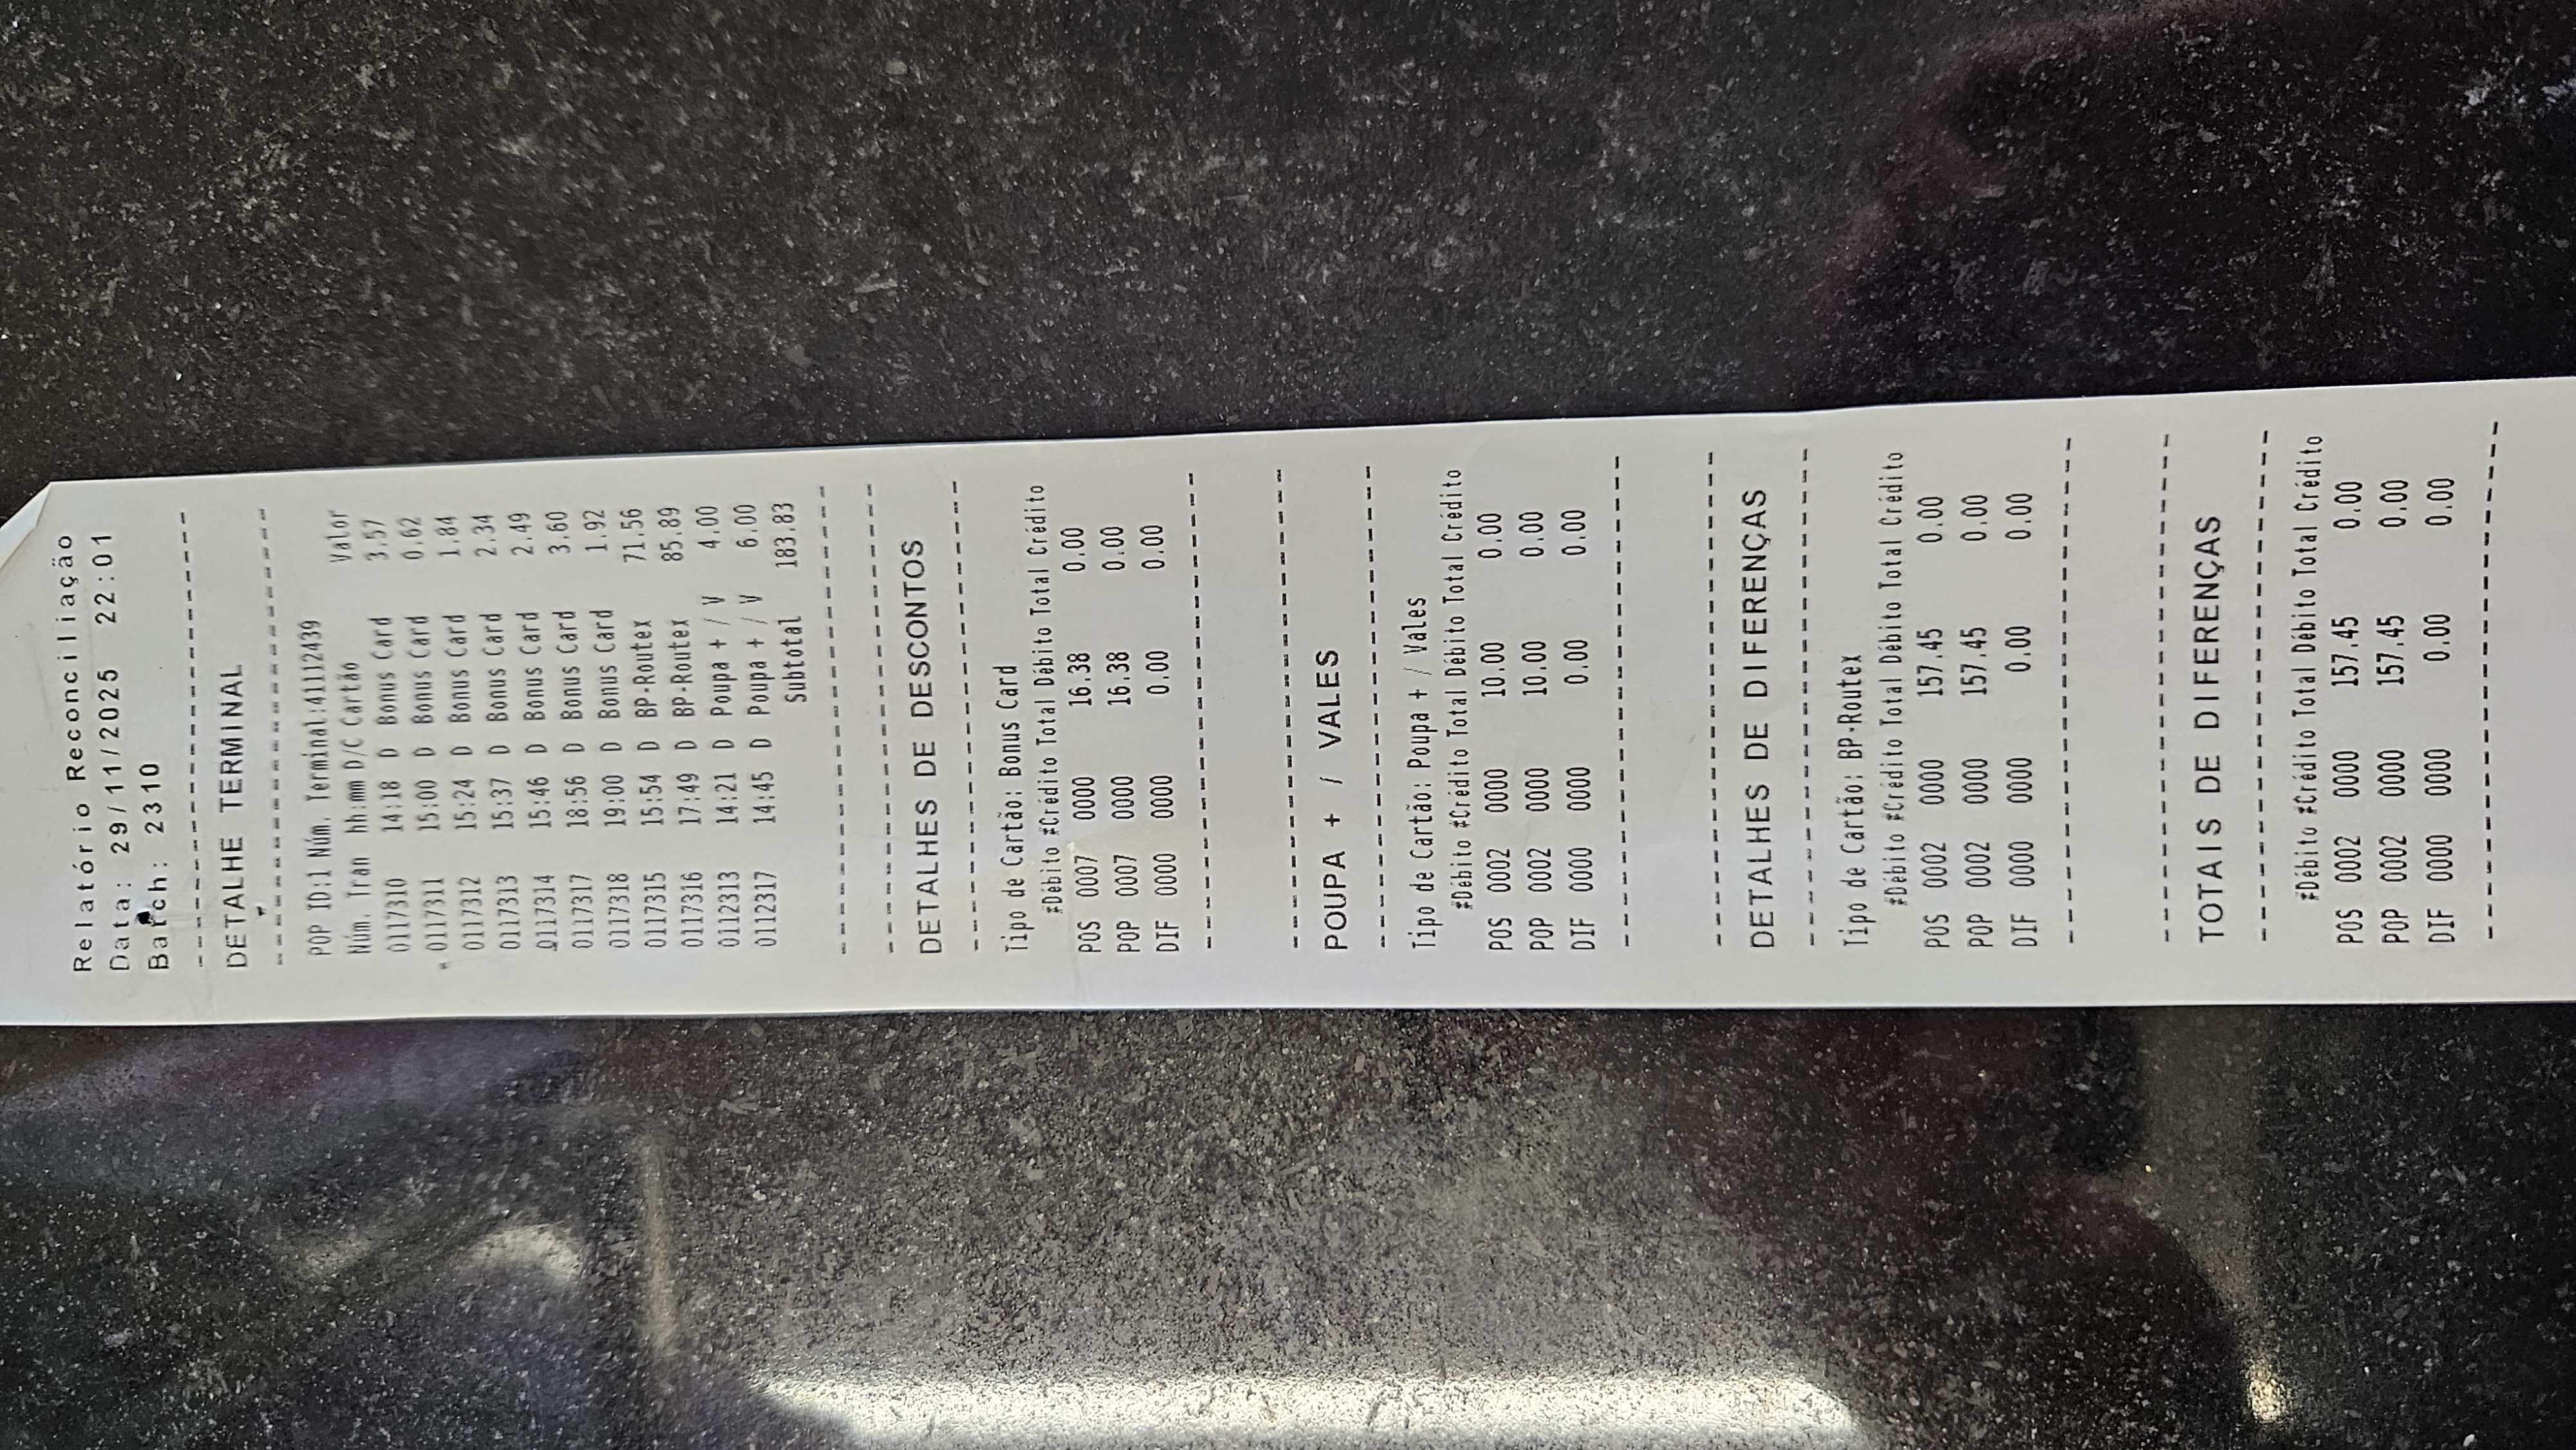 Relatório Reconciliação
Data: 29/11/2025 22:01
Batch: 2310
------------------------
DETALHE TERMINAL
------------------------
POP ID:1 Núm. Terminal:41112439
Núm. Tran hh:mm D/C Cartão Valor
0117310 14:18 D Bonus Card 3.57
0117311 15:00 D Bonus Card 0.62
0117312 15:24 D Bonus Card 1.84
0117313 15:37 D Bonus Card 2.34
0117314 15:46 D Bonus Card 2.49
0117317 18:56 D Bonus Card 3.60
0117318 19:00 D Bonus Card 1.92
0117315 15:54 D BP-Routex 71.56
0117316 17:49 D BP-Routex 85.89
0112313 14:21 D Poupa + / V 4.00
0112317 14:45 D Poupa + / V 6.00
Subtotal 183.83
------------------------
------------------------
DETALHES DE DESCONTOS
------------------------
Tipo de Cartão: Bonus Card
#Débito #Crédito Total Débito Total Crédito
POS 0007 0000 16.38 0.00
POP 0007 0000 16.38 0.00
DIF 0000 0000 0.00 0.00
------------------------
------------------------
POUPA + / VALES
------------------------
Tipo de Cartão: Poupa + / Vales
#Débito #Crédito Total Débito Total Crédito
POS 0002 0000 10.00 0.00
POP 0002 0000 10.00 0.00
DIF 0000 0000 0.00 0.00
------------------------
------------------------
DETALHES DE DIFERENÇAS
------------------------
Tipo de Cartão: BP-Routex
#Débito #Crédito Total Débito Total Crédito
POS 0002 0000 157.45 0.00
POP 0002 0000 157.45 0.00
DIF 0000 0000 0.00 0.00
------------------------
------------------------
TOTAIS DE DIFERENÇAS
------------------------
#Débito #Crédito Total Débito Total Crédito
POS 0002 0000 157.45 0.00
POP 0002 0000 157.45 0.00
DIF 0000 0000 0.00 0.00
------------------------